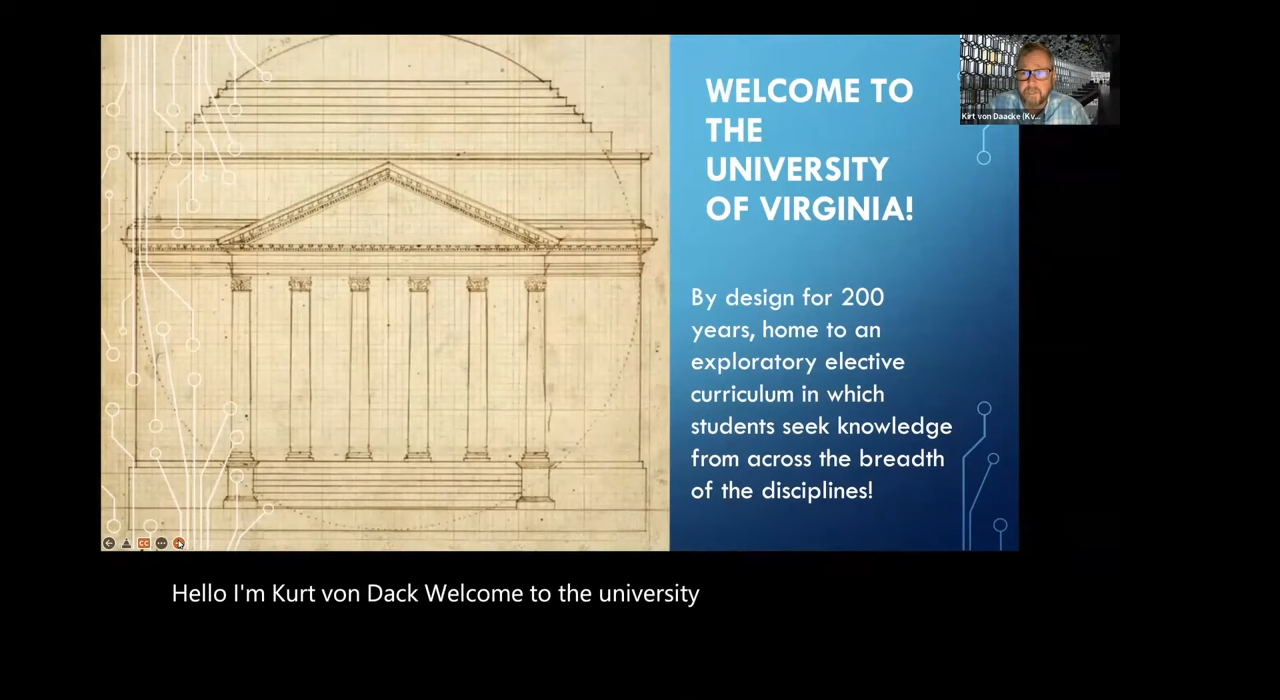 WELCOME TO
THE
UNIVERSITY
OF VIRGINIA!
Kirt von Daacke (Kv...
By design for 200
years, home to an
exploratory elective
curriculum in which
students seek knowledge
from across the breadth
of the disciplines!
CC
Hello I'm Kurt von Dack Welcome to the university